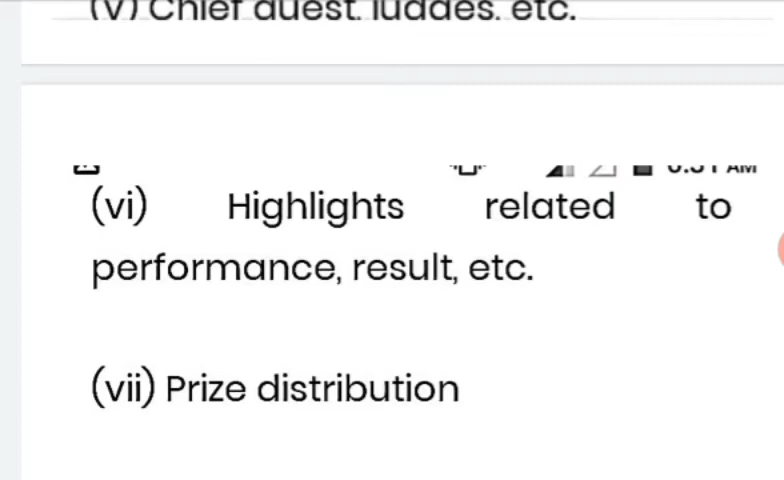 (v) Chief guest, judges, etc.
(vi) Highlights related to
performance, result, etc.
(vii) Prize distribution